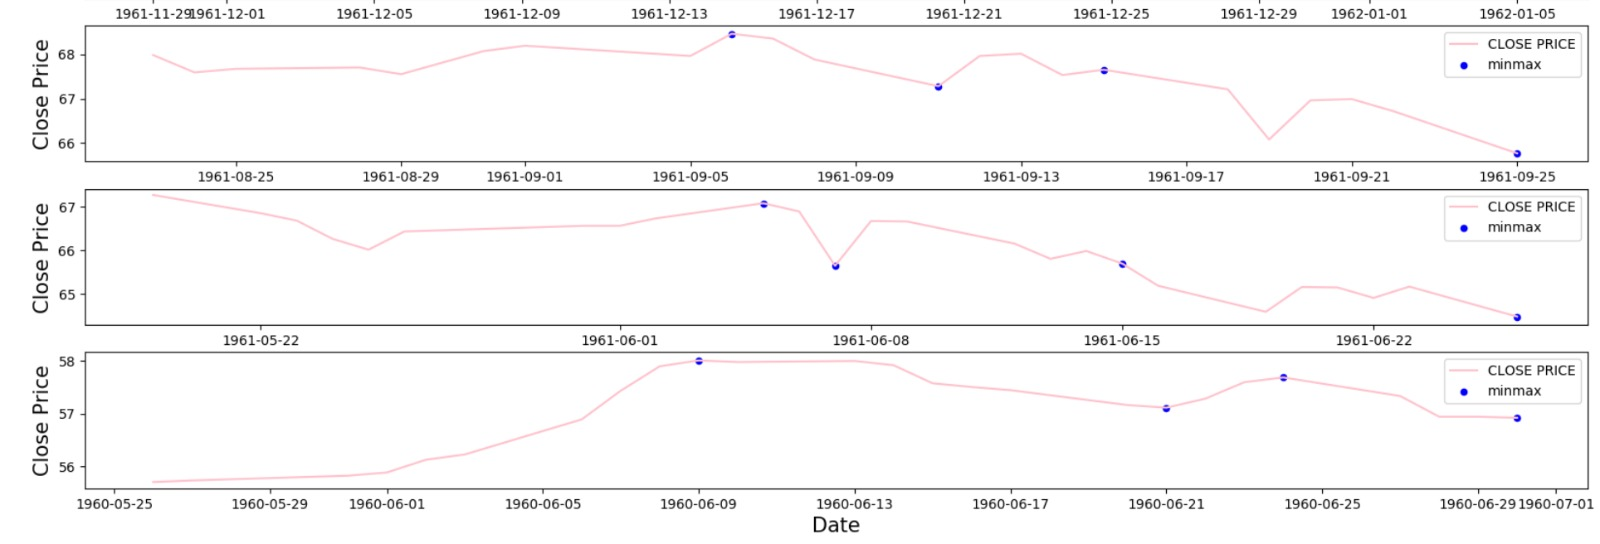 1961-11-29 1961-12-01 1961-12-05 1961-12-09 1961-12-13 1961-12-17 1961-12-21 1961-12-25 1961-12-29 1962-01-01 1962-01-05
Close Price
68
67
66
CLOSE PRICE
minmax
1961-08-25 1961-08-29 1961-09-01 1961-09-05 1961-09-09 1961-09-13 1961-09-17 1961-09-21 1961-09-25
Close Price
67
66
65
CLOSE PRICE
minmax
1961-05-22 1961-06-01 1961-06-08 1961-06-15 1961-06-22
Close Price
58
57
56
CLOSE PRICE
minmax
1960-05-25 1960-05-29 1960-06-01 1960-06-05 1960-06-09 1960-06-13 1960-06-17 1960-06-21 1960-06-25 1960-06-29 1960-07-01
Date